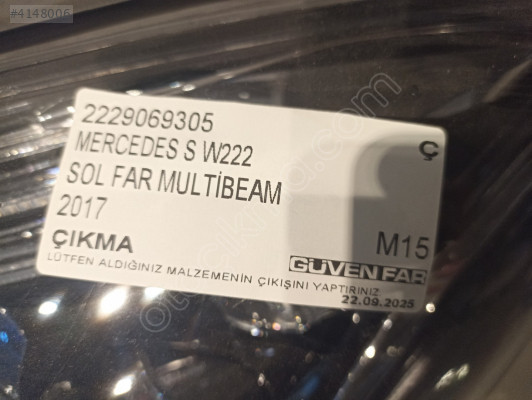 #4148006
2229069305
MERCEDES S W222
Ç
SOL FAR MULTİBEAM
2017
ÇIKMA
M15
GÜVEN FAR
LÜTFEN ALDIĞINIZ MALZEMENİN ÇIKIŞINI YAPTIRINIZ
22.09.2025